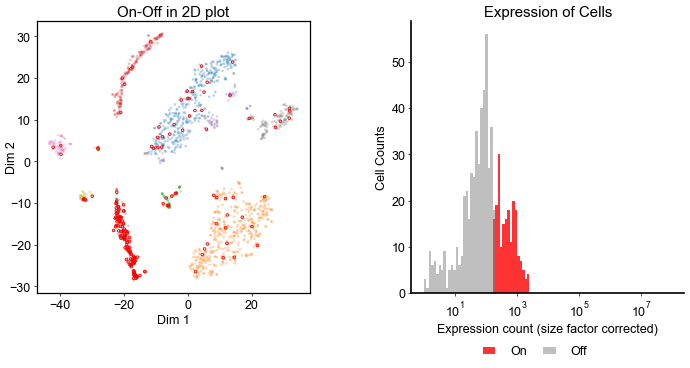 On-Off in 2D plot
30
20
10
0
−10
−20
−30
Dim 2
−40
−20
0
20
Dim 1
Expression of Cells
50
40
30
20
10
0
Cell Counts
10^1
10^3
10^5
10^7
Expression count (size factor corrected)
On
Off